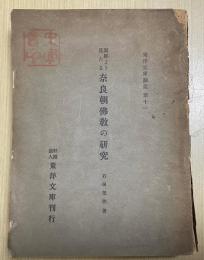 東洋文庫論叢 第十一
寫經より
見たる
奈良朝佛教の研究
石田茂作著
財團
法人
東洋文庫刊行